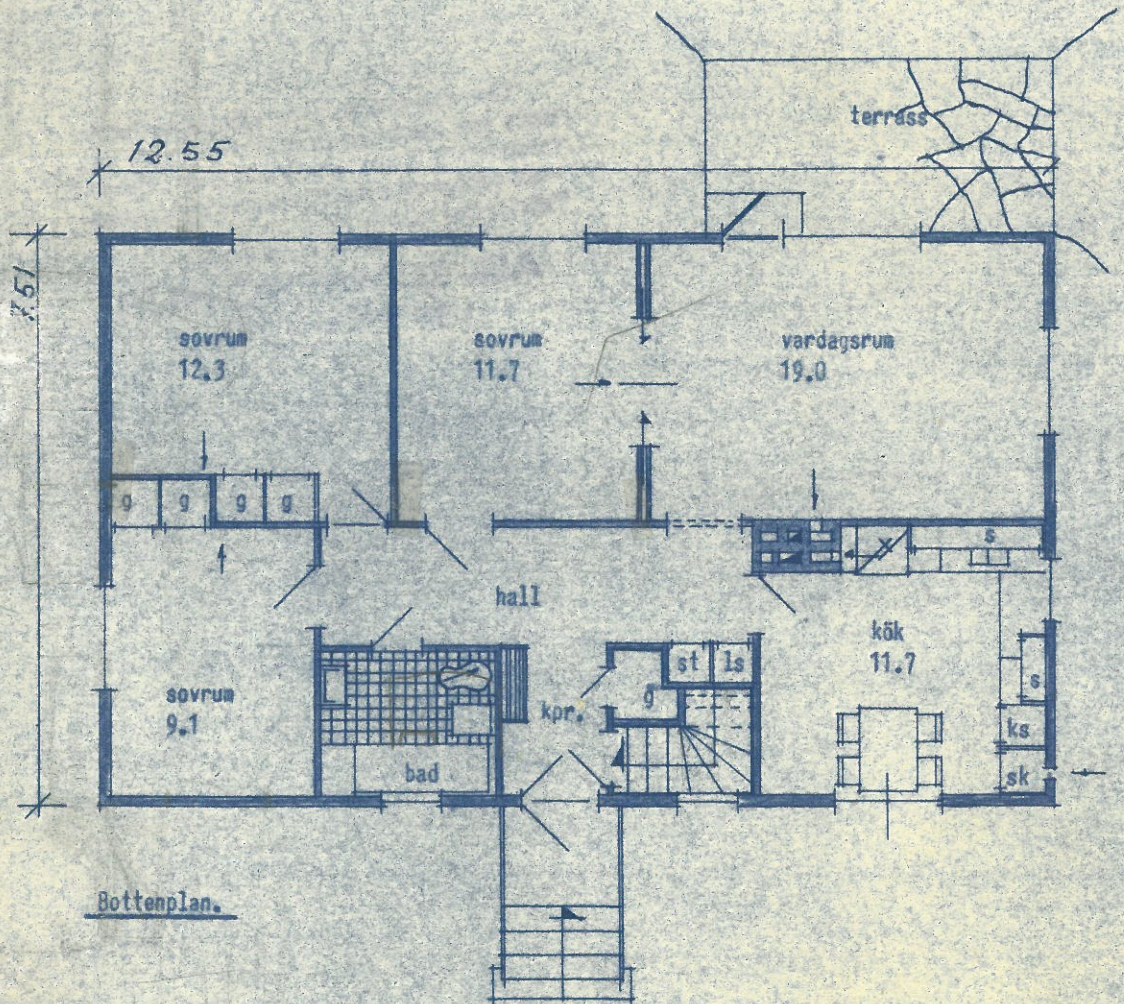 terrass
12.55
7.51
sovrum
12.3
sovrum
11.7
vardagsrum
19.0
g g g g
s
hall
kök
11.7
st ls
s
sovrum
9.1
g
kpr.
ks
bad
sk
Bottenplan.